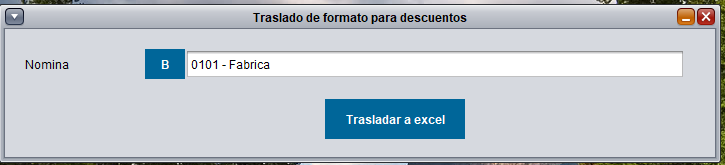 Traslado de formato para descuentos
Nomina B 0101 - Fabrica
Trasladar a excel